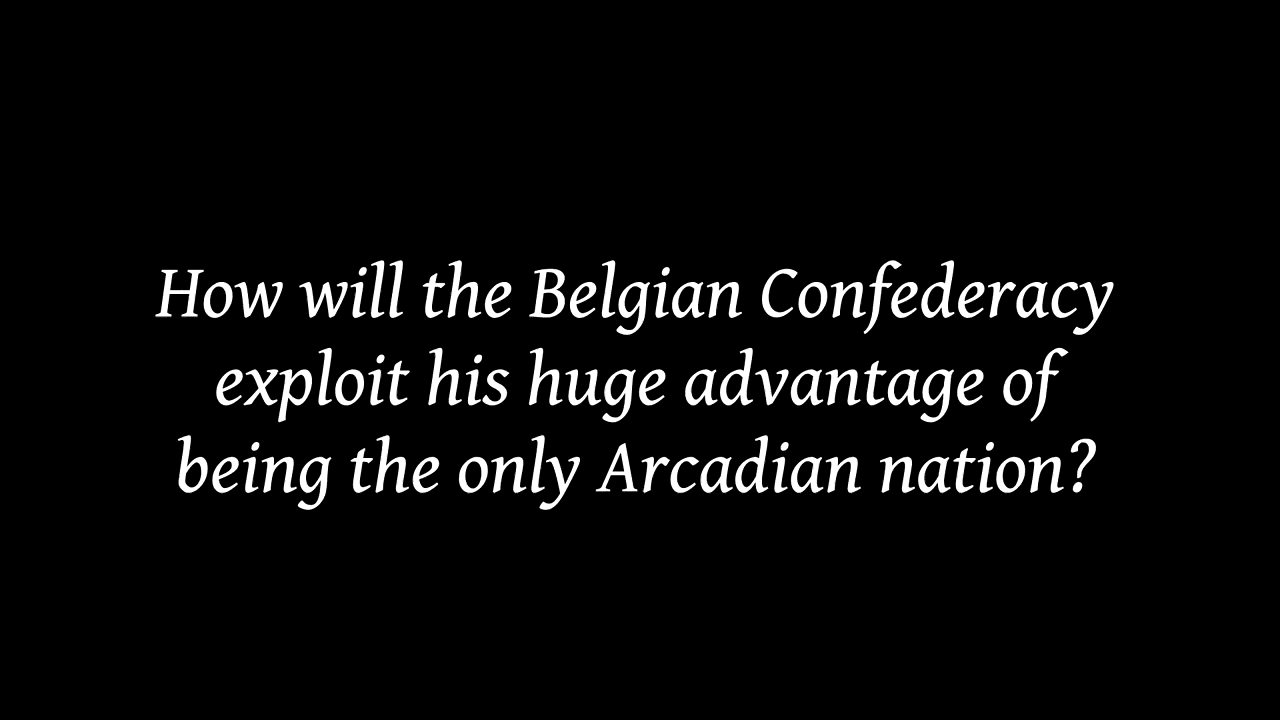 How will the Belgian Confederacy
exploit his huge advantage of
being the only Arcadian nation?